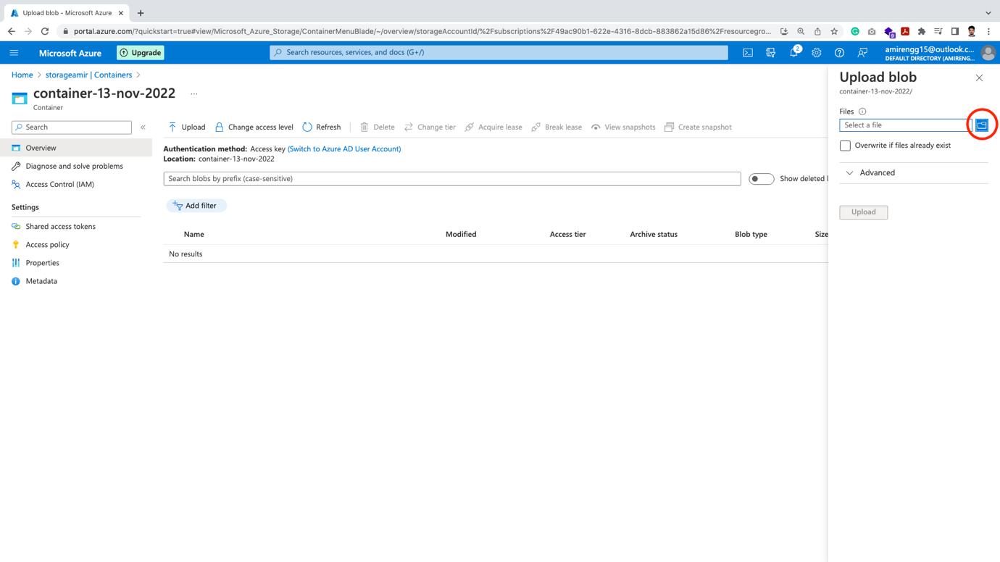 Upload blob - Microsoft Azure
portal.azure.com/?quickstart=true#view/Microsoft_Azure_Storage/ContainerMenuBlade/~/overview/storageAccountId/%2Fsubscriptions%2F49ac90b1-622e-4316-8dcb-883862a15d86%2Fresourcegro...
9
Microsoft Azure
Upgrade
Search resources, services, and docs (G+/)
2
amirengg15@outlook.c...
DEFAULT DIRECTORY (AMIRENG...
Home > storageamir | Containers >
container-13-nov-2022 ...
Container
Search
«
Overview
Diagnose and solve problems
Access Control (IAM)
Settings
Shared access tokens
Access policy
Properties
Metadata
Upload Change access level Refresh Delete Change tier Acquire lease Break lease View snapshots Create snapshot
Authentication method: Access key (Switch to Azure AD User Account)
Location: container-13-nov-2022
Search blobs by prefix (case-sensitive)
Show deleted
Add filter
Name Modified Access tier Archive status Blob type Size
No results
Upload blob
container-13-nov-2022/
Files
Select a file
Overwrite if files already exist
Advanced
Upload